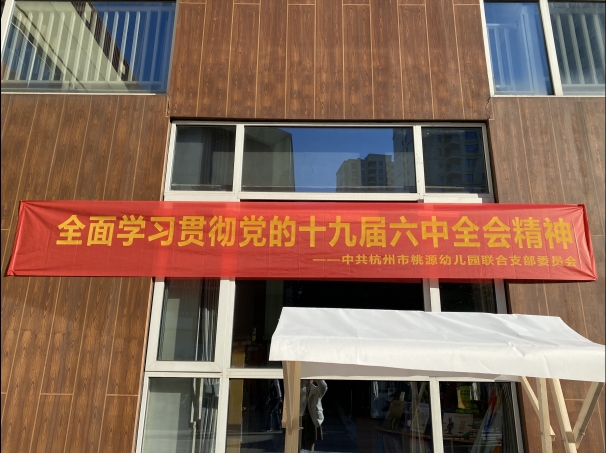 全面学习贯彻党的十九届六中全会精神
——中共杭州市桃源幼儿园联合支部委员会